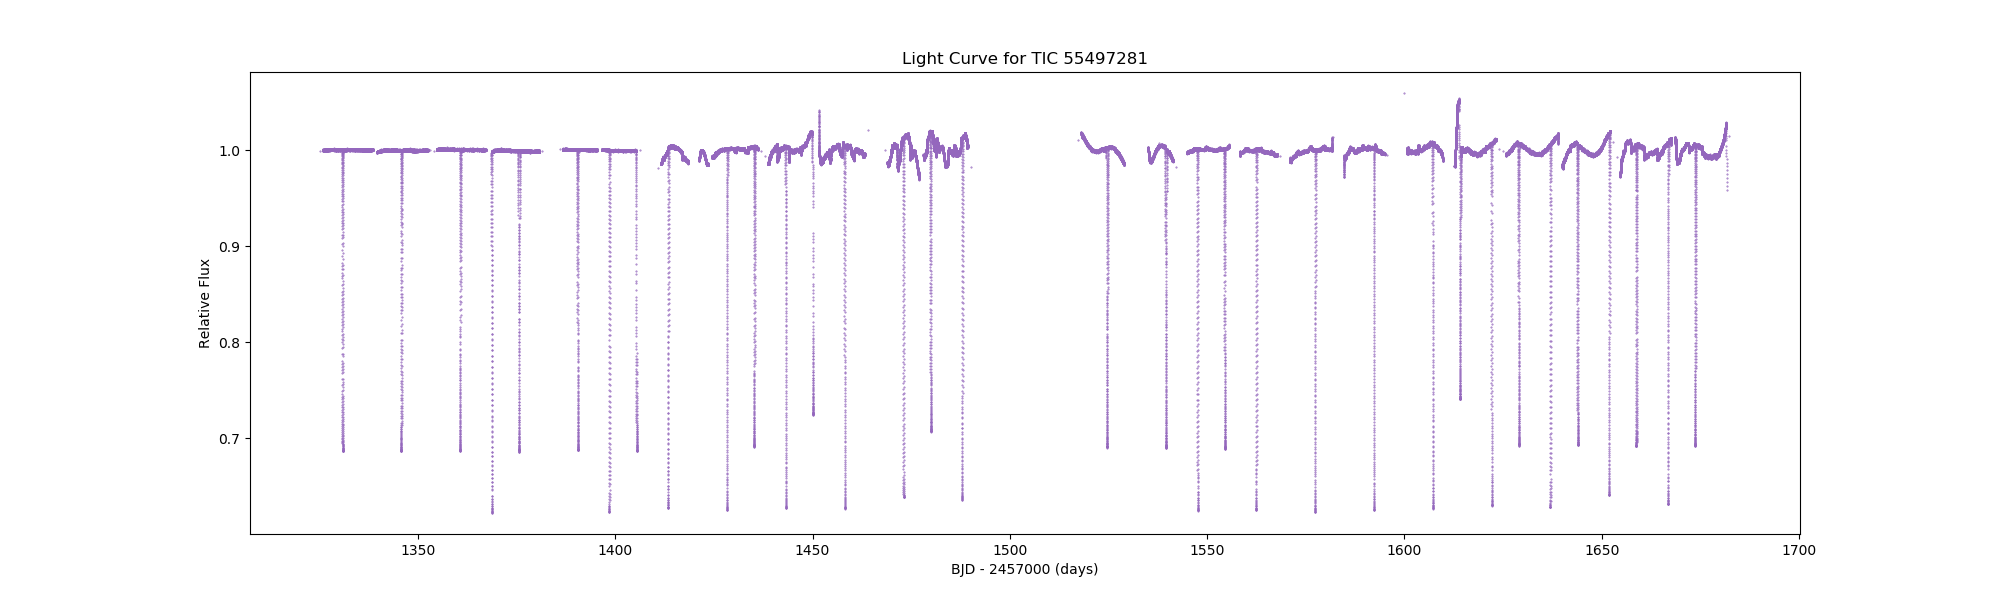 Light Curve for TIC 55497281
1.0
0.9
0.8
0.7
Relative Flux
1350 1400 1450 1500 1550 1600 1650 1700
BJD - 2457000 (days)